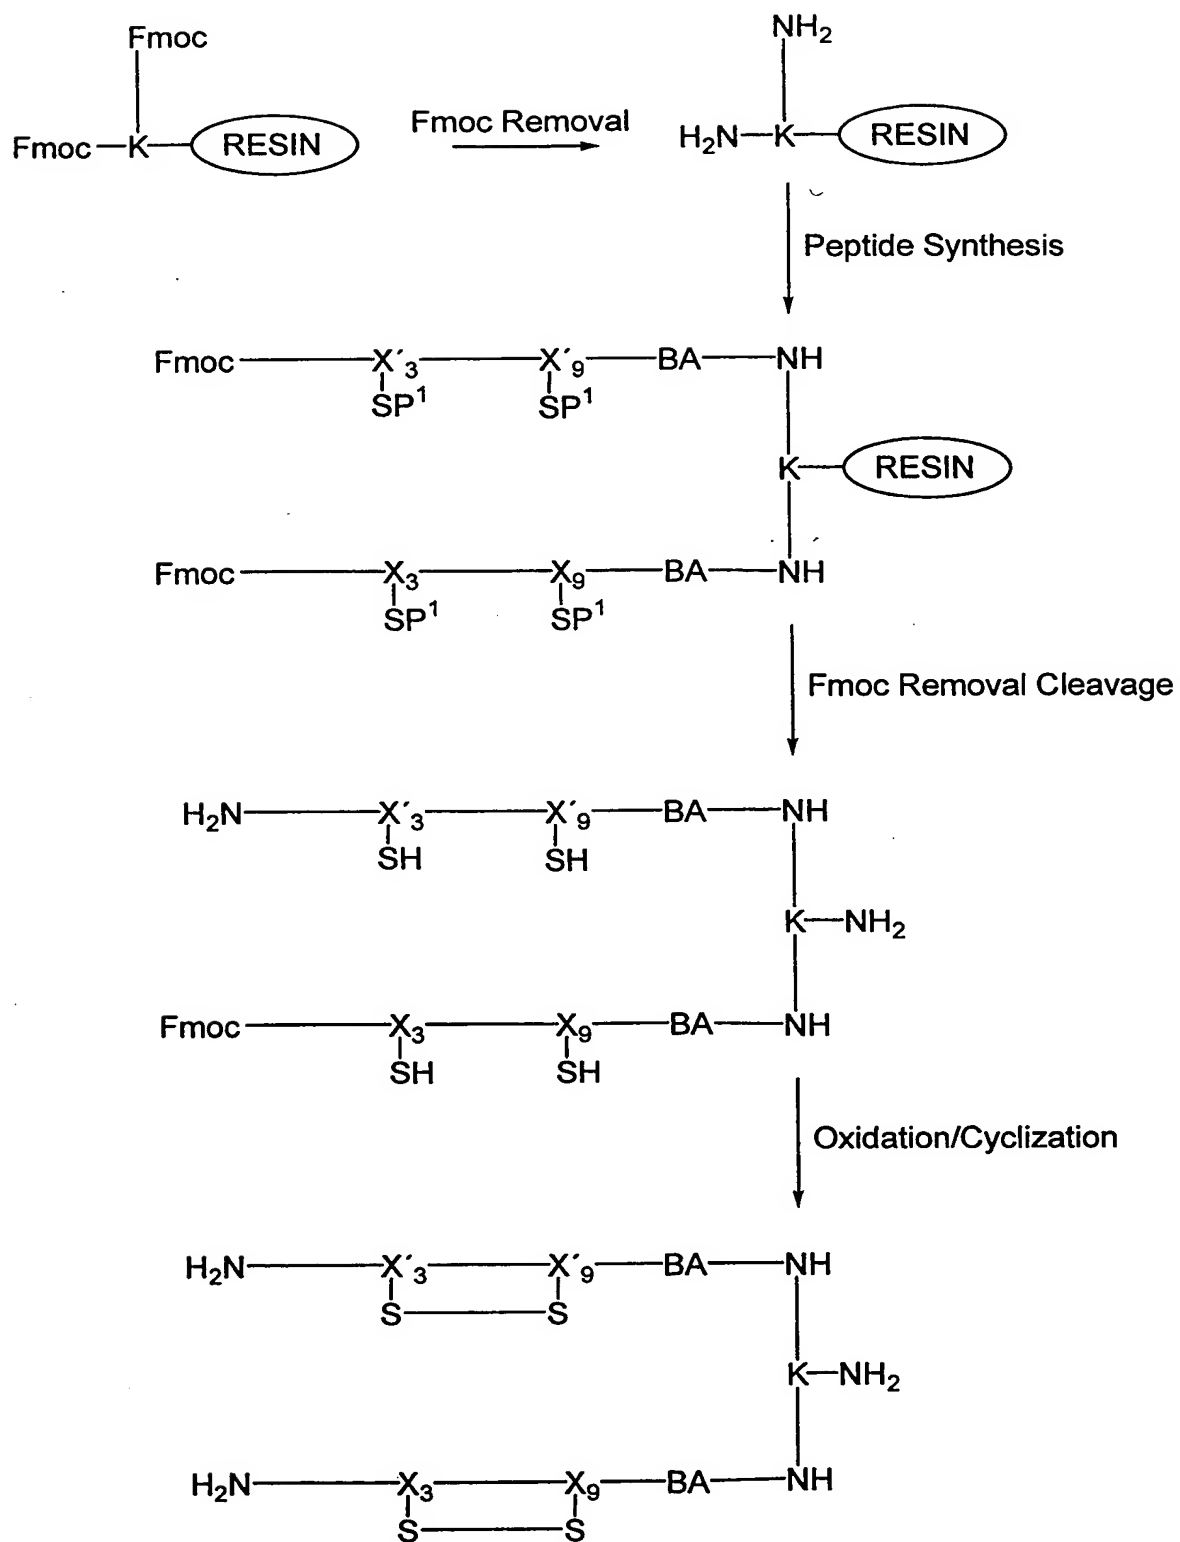 Fmoc
NH2
Fmoc—K—RESIN
Fmoc Removal
H2N—K—RESIN
Peptide Synthesis
Fmoc—X´3—X´9—BA—NH
SP1 SP1
K—RESIN
Fmoc—X3—X9—BA—NH
SP1 SP1
Fmoc Removal Cleavage
H2N—X´3—X´9—BA—NH
SH SH
K—NH2
Fmoc—X3—X9—BA—NH
SH SH
Oxidation/Cyclization
H2N—X´3—X´9—BA—NH
S—S
K—NH2
H2N—X3—X9—BA—NH
S—S